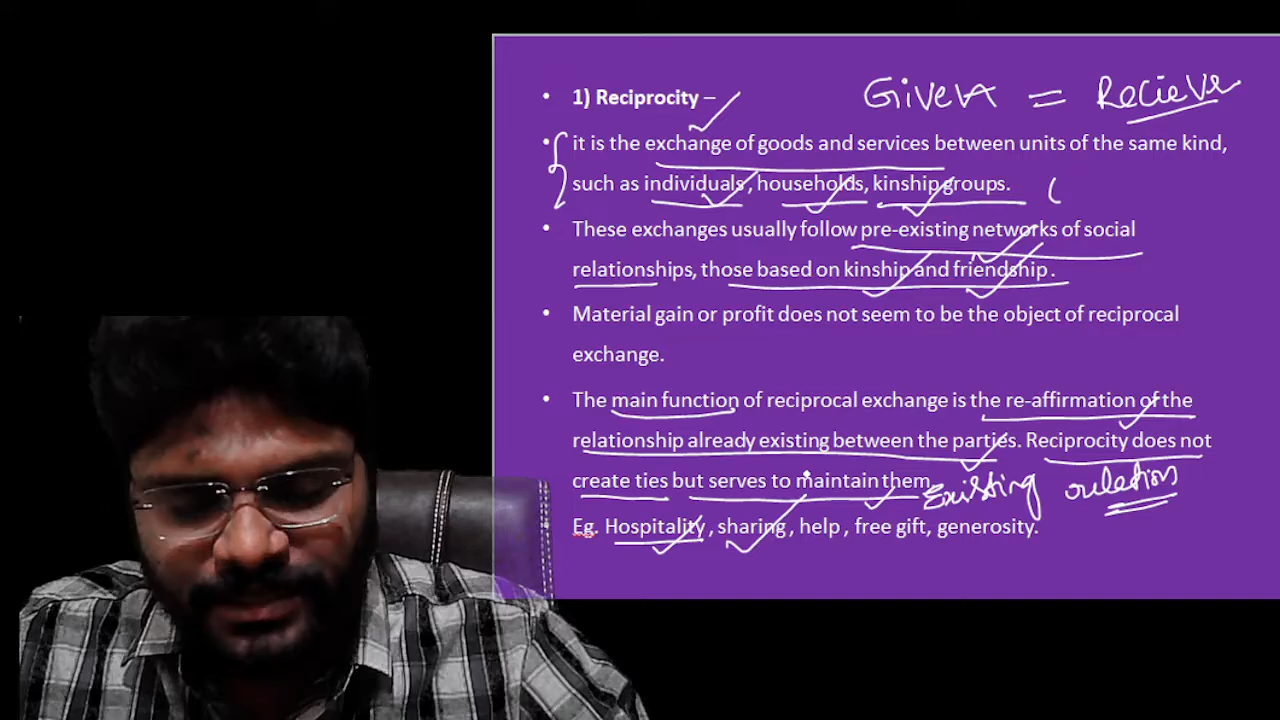 • 1) Reciprocity –
Given = Recieve
• it is the exchange of goods and services between units of the same kind,
such as individuals, households, kinship groups.
• These exchanges usually follow pre-existing networks of social
relationships, those based on kinship and friendship.
• Material gain or profit does not seem to be the object of reciprocal
exchange.
• The main function of reciprocal exchange is the re-affirmation of the
relationship already existing between the parties. Reciprocity does not
create ties but serves to maintain them.
Existing relation
Eg. Hospitality, sharing, help, free gift, generosity.